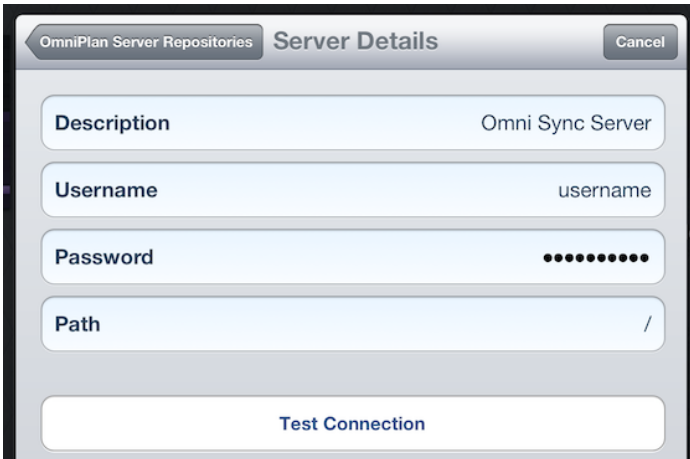 OmniPlan Server Repositories Server Details Cancel
Description Omni Sync Server
Username username
Password ●●●●●●●●●●
Path /
Test Connection